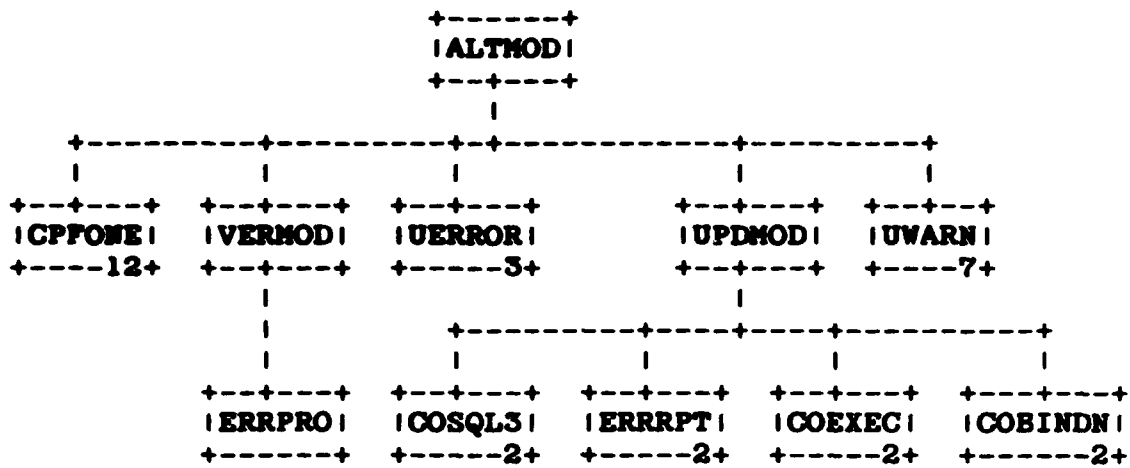 ALTMOD
CPFONE VERMOD UERROR UPDMOD UWARN
12 3 7
ERRPRO COSQL3 ERRRPT COEXEC COBINDN
2 2 2 2